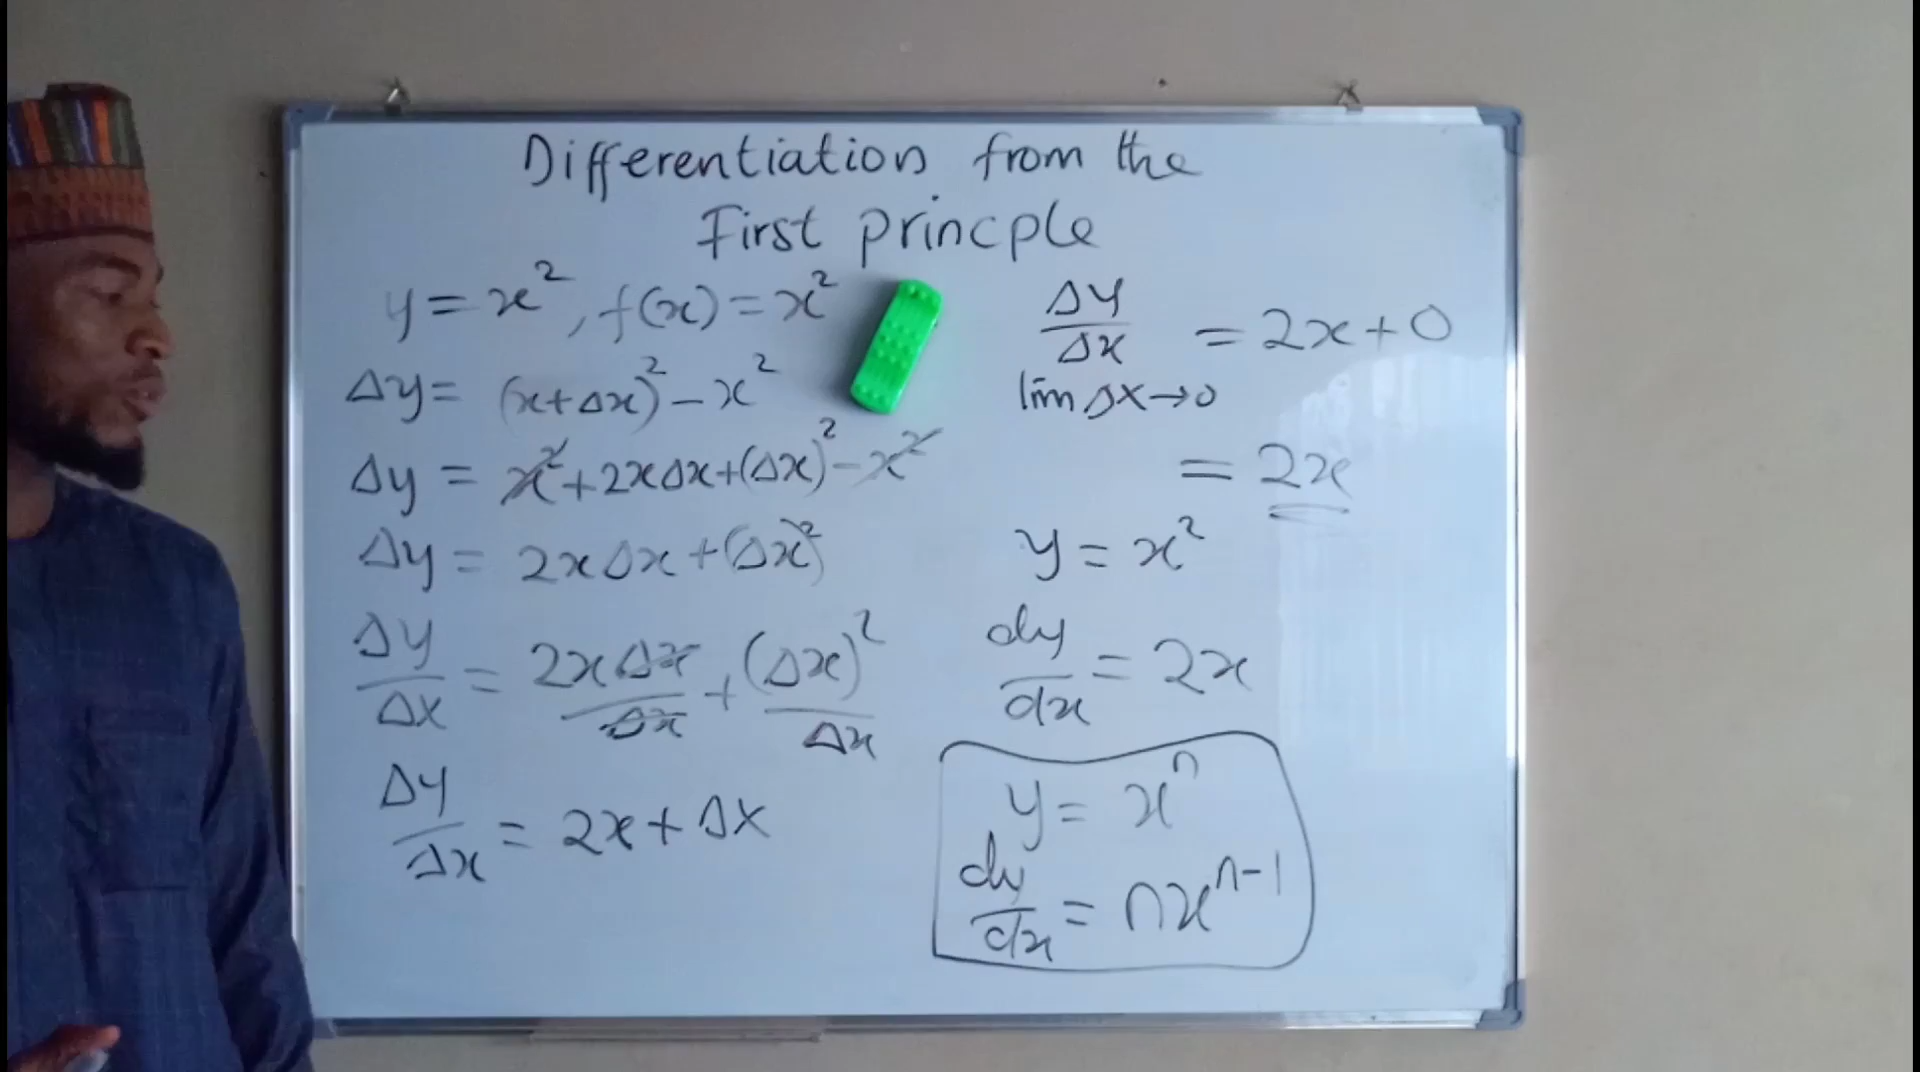 Differentiation from the
First princple
y = x², f(x) = x²
Δy = (x+Δx)² − x²
Δy = x² + 2xΔx + (Δx)² − x²
Δy = 2xΔx + (Δx)²
Δy/Δx = 2xΔx/Δx + (Δx)²/Δx
Δy/Δx = 2x + Δx
Δy/Δx = 2x + 0
lim Δx→0
= 2x
y = x²
dy/dx = 2x
y = xⁿ
dy/dx = nxⁿ⁻¹